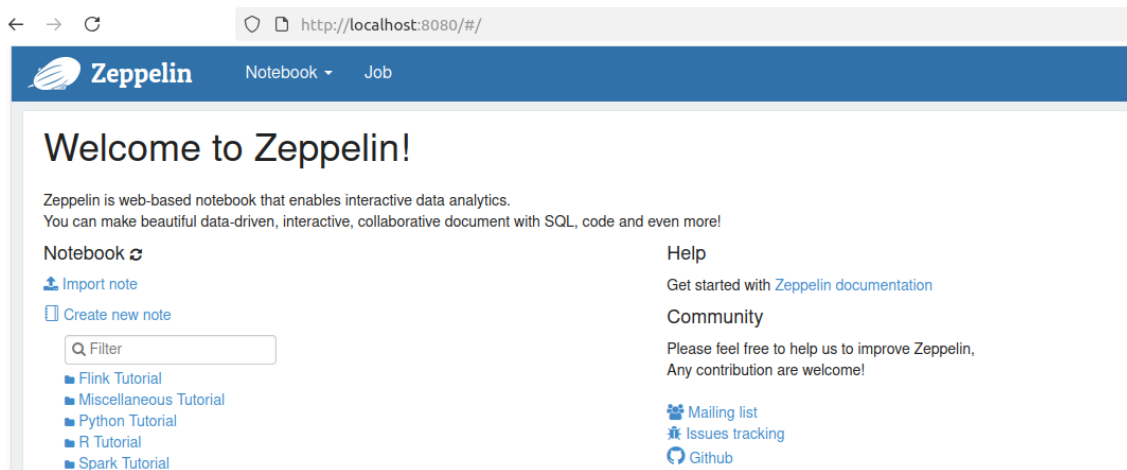 http://localhost:8080/#/
Zeppelin Notebook Job
Welcome to Zeppelin!
Zeppelin is web-based notebook that enables interactive data analytics.
You can make beautiful data-driven, interactive, collaborative document with SQL, code and even more!
Notebook
Import note
Create new note
Filter
Flink Tutorial
Miscellaneous Tutorial
Python Tutorial
R Tutorial
Spark Tutorial
Help
Get started with Zeppelin documentation
Community
Please feel free to help us to improve Zeppelin,
Any contribution are welcome!
Mailing list
Issues tracking
Github